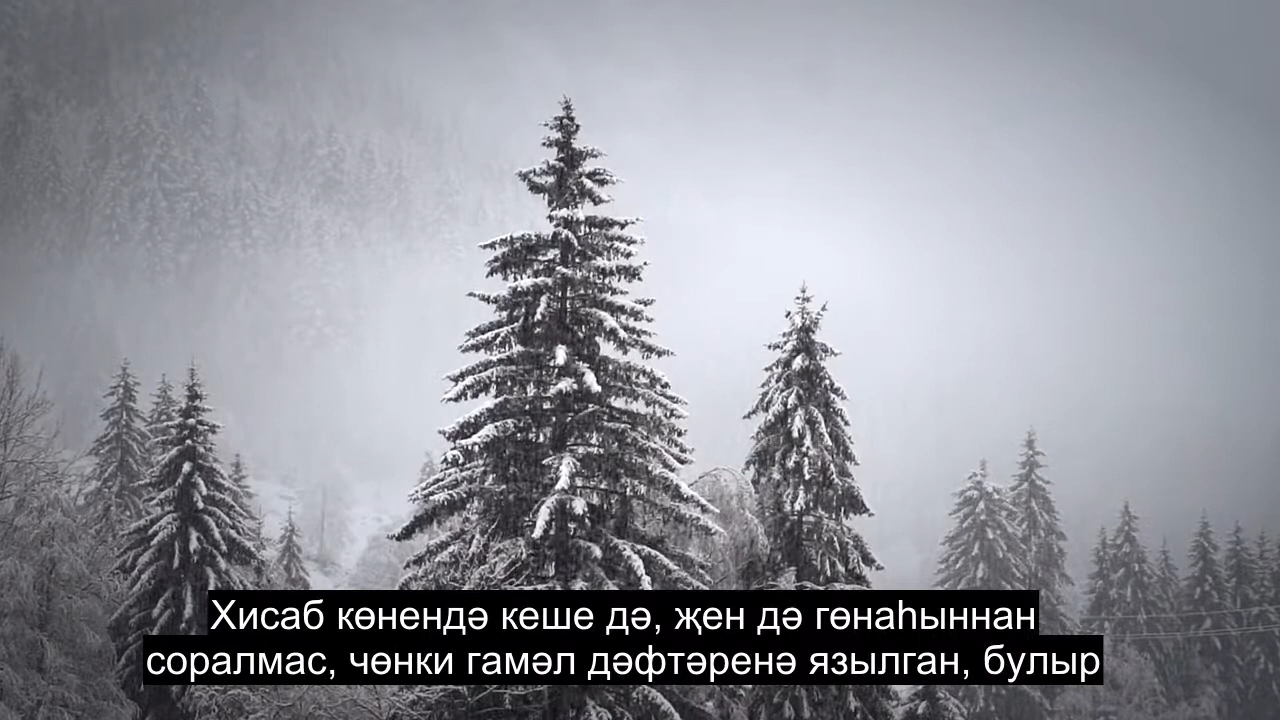 Хисаб көнендә кеше дә, җен дә гөнаһыннан
соралмас, чөнки гамәл дәфтәренә язылган, булыр